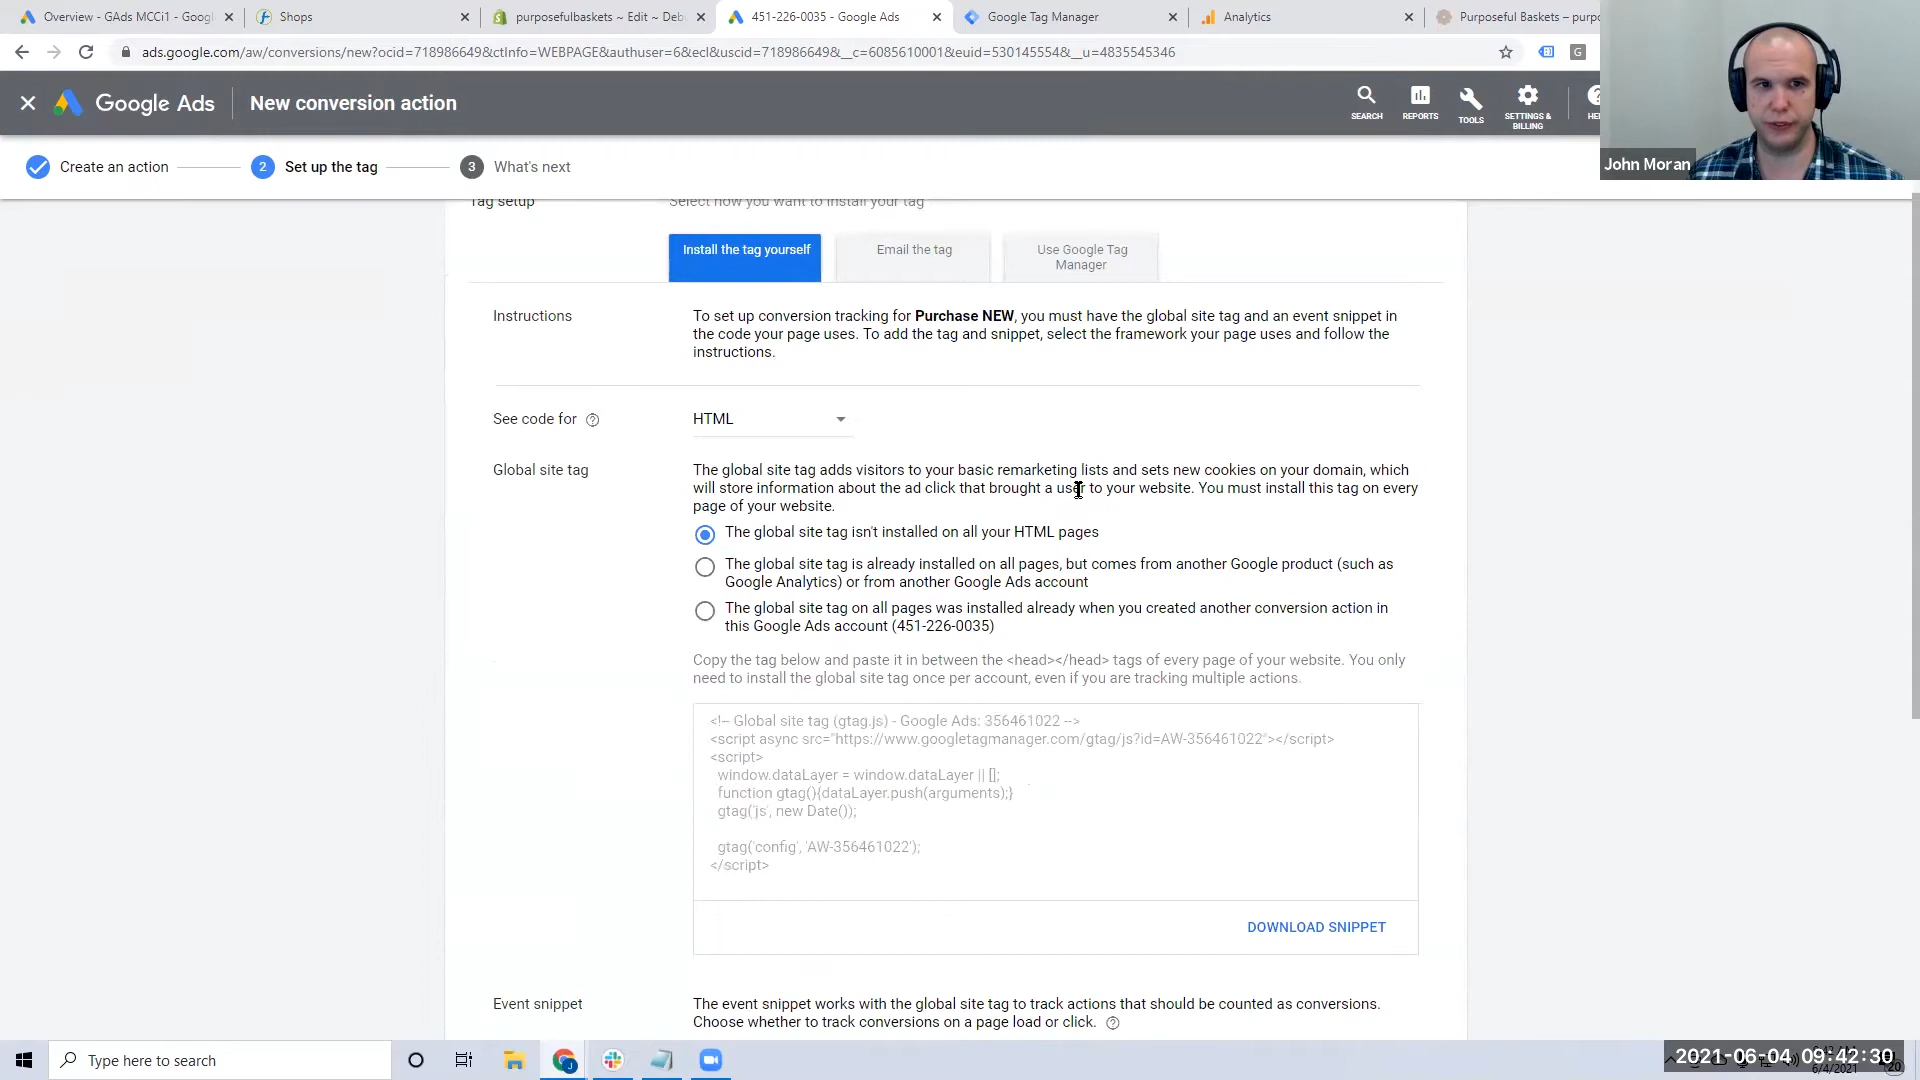 Overview - GAds MCCi1 - Googl
Shops
purposefulbaskets ~ Edit ~ Deb
451-226-0035 - Google Ads
Google Tag Manager
Analytics
Purposeful Baskets – purpo
ads.google.com/aw/conversions/new?ocid=718986649&ctInfo=WEBPAGE&authuser=6&ecl&uscid=718986649&__c=6085610001&euid=530145554&__u=4835545346
Google Ads
New conversion action
SEARCH
REPORTS
TOOLS
SETTINGS & BILLING
HEL
John Moran
Create an action
2
Set up the tag
3
What's next
Tag setup
Select how you want to install your tag
Install the tag yourself
Email the tag
Use Google Tag
Manager
Instructions
To set up conversion tracking for Purchase NEW, you must have the global site tag and an event snippet in
the code your page uses. To add the tag and snippet, select the framework your page uses and follow the
instructions.
See code for
HTML
Global site tag
The global site tag adds visitors to your basic remarketing lists and sets new cookies on your domain, which
will store information about the ad click that brought a user to your website. You must install this tag on every
page of your website.
The global site tag isn't installed on all your HTML pages
The global site tag is already installed on all pages, but comes from another Google product (such as
Google Analytics) or from another Google Ads account
The global site tag on all pages was installed already when you created another conversion action in
this Google Ads account (451-226-0035)
Copy the tag below and paste it in between the <head></head> tags of every page of your website. You only
need to install the global site tag once per account, even if you are tracking multiple actions.
<!-- Global site tag (gtag.js) - Google Ads: 356461022 -->
<script async src="https://www.googletagmanager.com/gtag/js?id=AW-356461022"></script>
<script>
window.dataLayer = window.dataLayer || [];
function gtag(){dataLayer.push(arguments);}
gtag('js', new Date());
gtag('config', 'AW-356461022');
</script>
DOWNLOAD SNIPPET
Event snippet
The event snippet works with the global site tag to track actions that should be counted as conversions.
Choose whether to track conversions on a page load or click.
Type here to search
2021-06-04 09:42:30
6/4/2021
20